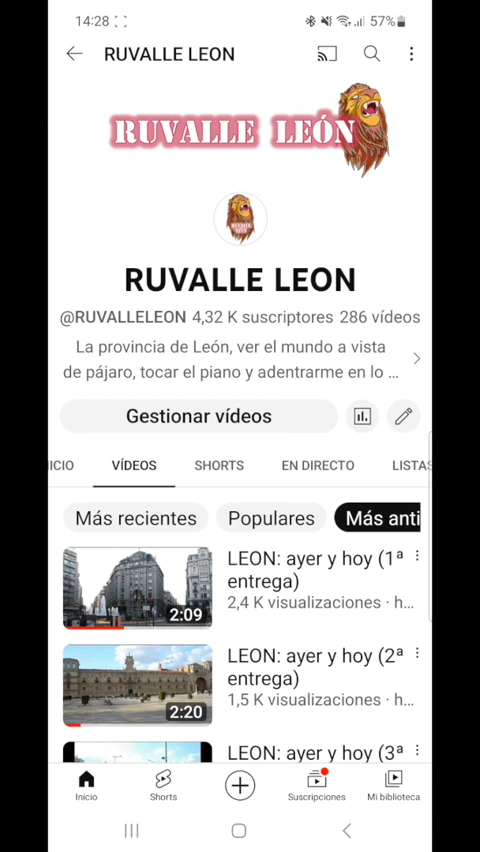 14:28
57%
RUVALLE LEON
RUVALLE LEÓN
RUVALLE LEON
@RUVALLELEON 4,32 K suscriptores 286 vídeos
La provincia de León, ver el mundo a vista
de pájaro, tocar el piano y adentrarme en lo ...
Gestionar vídeos
ICIO VÍDEOS SHORTS EN DIRECTO LISTAS
Más recientes Populares Más anti
LEON: ayer y hoy (1ª
entrega)
2,4 K visualizaciones · h...
2:09
LEON: ayer y hoy (2ª
entrega)
1,5 K visualizaciones · h...
2:20
LEON: ayer y hoy (3ª
Inicio Shorts Suscripciones Mi biblioteca